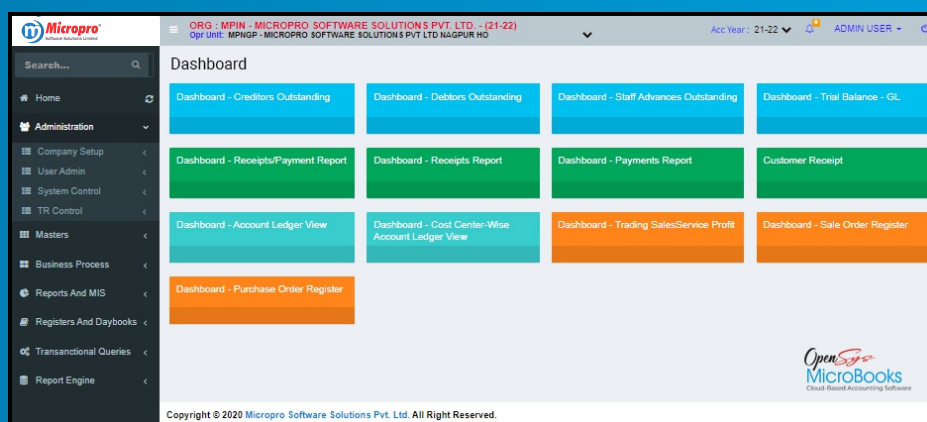 Micropro
Software Solutions Limited
ORG : MPIN - MICROPRO SOFTWARE SOLUTIONS PVT. LTD. - (21-22)
Opr Unit: MPNGP - MICROPRO SOFTWARE SOLUTIONS PVT LTD NAGPUR HO
Acc Year : 21-22
ADMIN USER
Search...
Dashboard
Home
Administration
Company Setup
User Admin
System Control
TR Control
Masters
Business Process
Reports And MIS
Registers And Daybooks
Transanctional Queries
Report Engine
Dashboard - Creditors Outstanding
Dashboard - Debtors Outstanding
Dashboard - Staff Advances Outstanding
Dashboard - Trial Balance - GL
Dashboard - Receipts/Payment Report
Dashboard - Receipts Report
Dashboard - Payments Report
Customer Receipt
Dashboard - Account Ledger View
Dashboard - Cost Center-Wise
Account Ledger View
Dashboard - Trading SalesService Profit
Dashboard - Sale Order Register
Dashboard - Purchase Order Register
OpenSys
MicroBooks
Cloud-Based Accounting Software
Copyright © 2020 Micropro Software Solutions Pvt. Ltd. All Right Reserved.